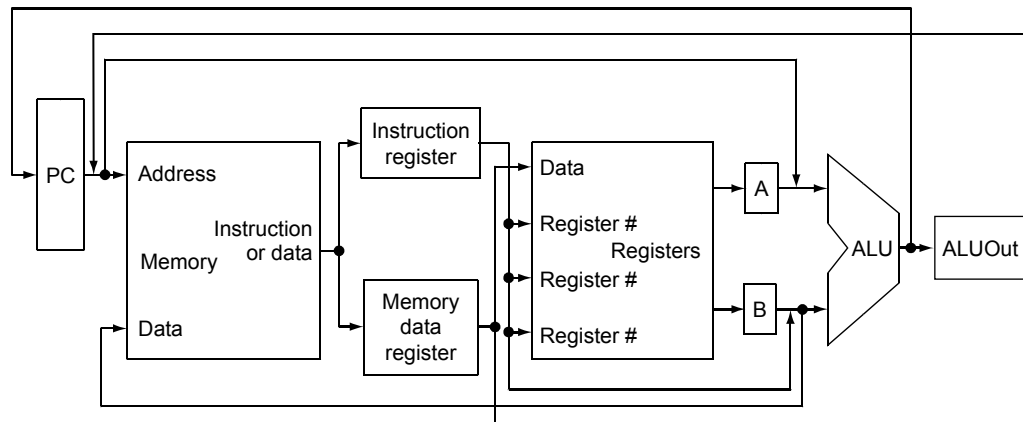 PC
Address
Memory
Instruction
or data
Data
Instruction
register
Memory
data
register
Data
Register #
Registers
Register #
Register #
A
B
ALU
ALUOut